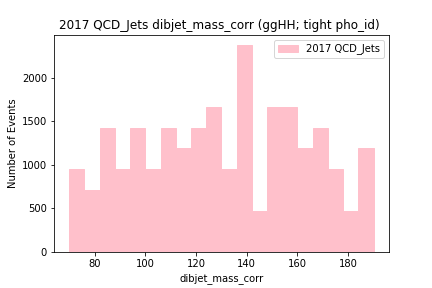 2017 QCD_Jets dibjet_mass_corr (ggHH; tight pho_id)
2017 QCD_Jets
Number of Events
2000
1500
1000
500
0
80 100 120 140 160 180
dibjet_mass_corr